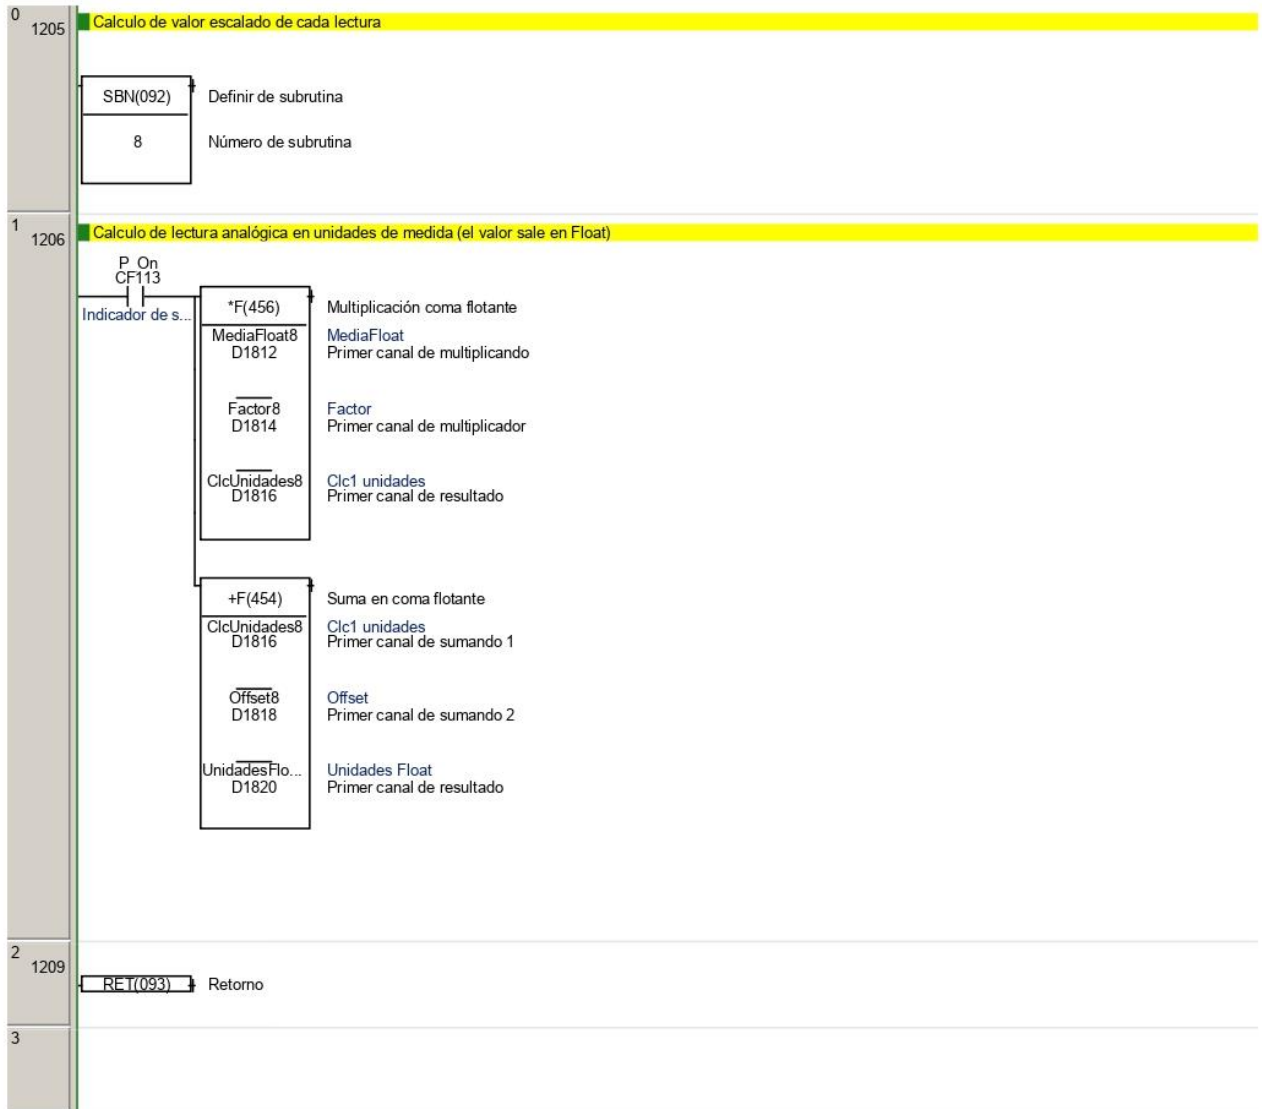 0
1205
Calculo de valor escalado de cada lectura
SBN(092)
Definir de subrutina
8
Número de subrutina
1
1206
Calculo de lectura analógica en unidades de medida (el valor sale en Float)
P_On
CF113
Indicador de s...
*F(456)
Multiplicación coma flotante
MediaFloat8
MediaFloat
D1812
Primer canal de multiplicando
Factor8
Factor
D1814
Primer canal de multiplicador
ClcUnidades8
Clc1 unidades
D1816
Primer canal de resultado
+F(454)
Suma en coma flotante
ClcUnidades8
Clc1 unidades
D1816
Primer canal de sumando 1
Offset8
Offset
D1818
Primer canal de sumando 2
UnidadesFlo...
Unidades Float
D1820
Primer canal de resultado
2
1209
RET(093)
Retorno
3